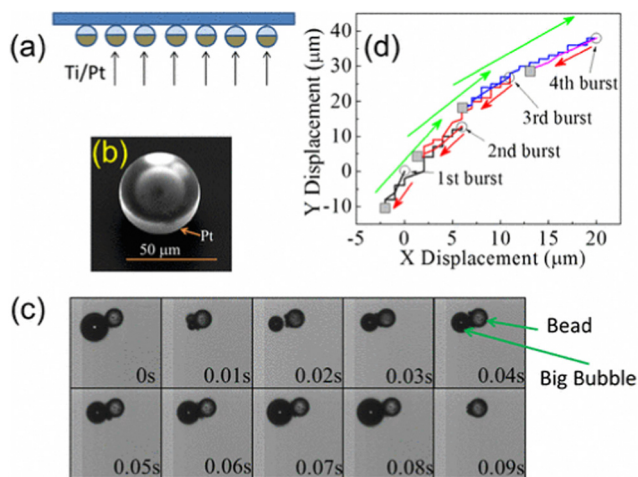 (a)
Ti/Pt
(b)
Pt
50 μm
(d)
Y Displacement (μm)
40
30
20
10
0
-10
-5 0 5 10 15 20
X Displacement (μm)
4th burst
3rd burst
2nd burst
1st burst
(c)
0s 0.01s 0.02s 0.03s 0.04s
Bead
Big Bubble
0.05s 0.06s 0.07s 0.08s 0.09s